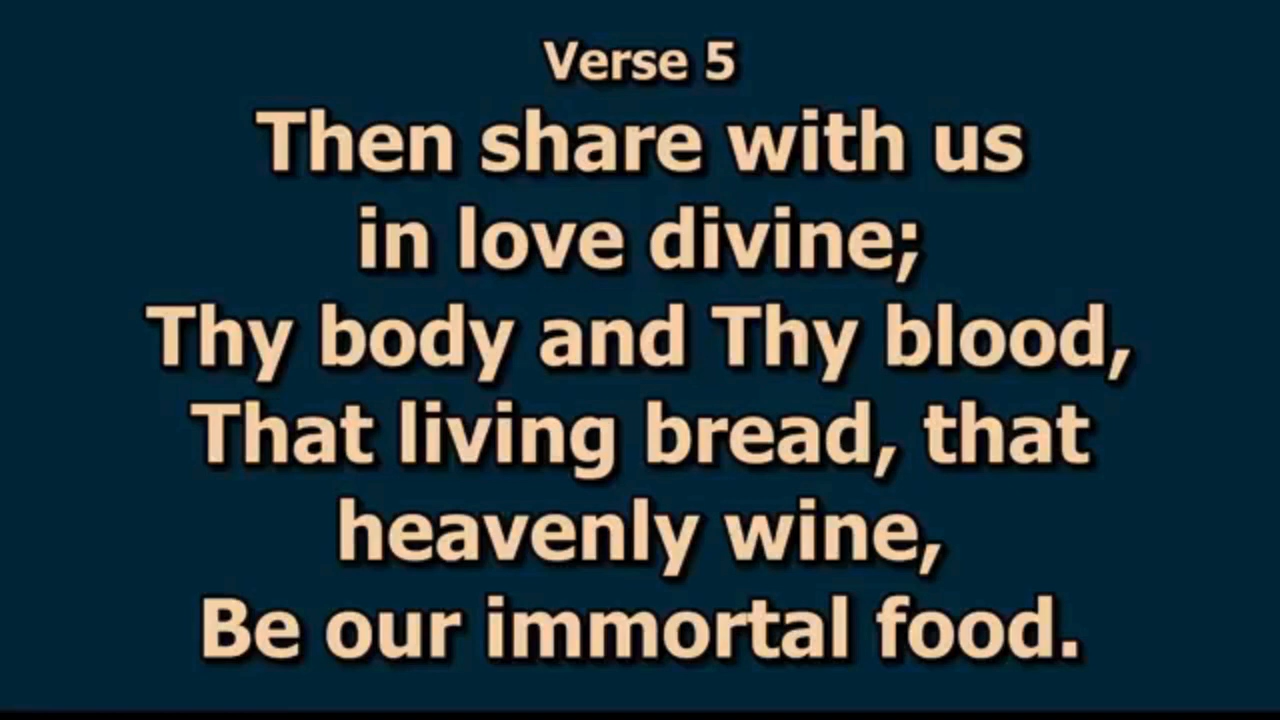 Verse 5
Then share with us
in love divine;
Thy body and Thy blood,
That living bread, that
heavenly wine,
Be our immortal food.